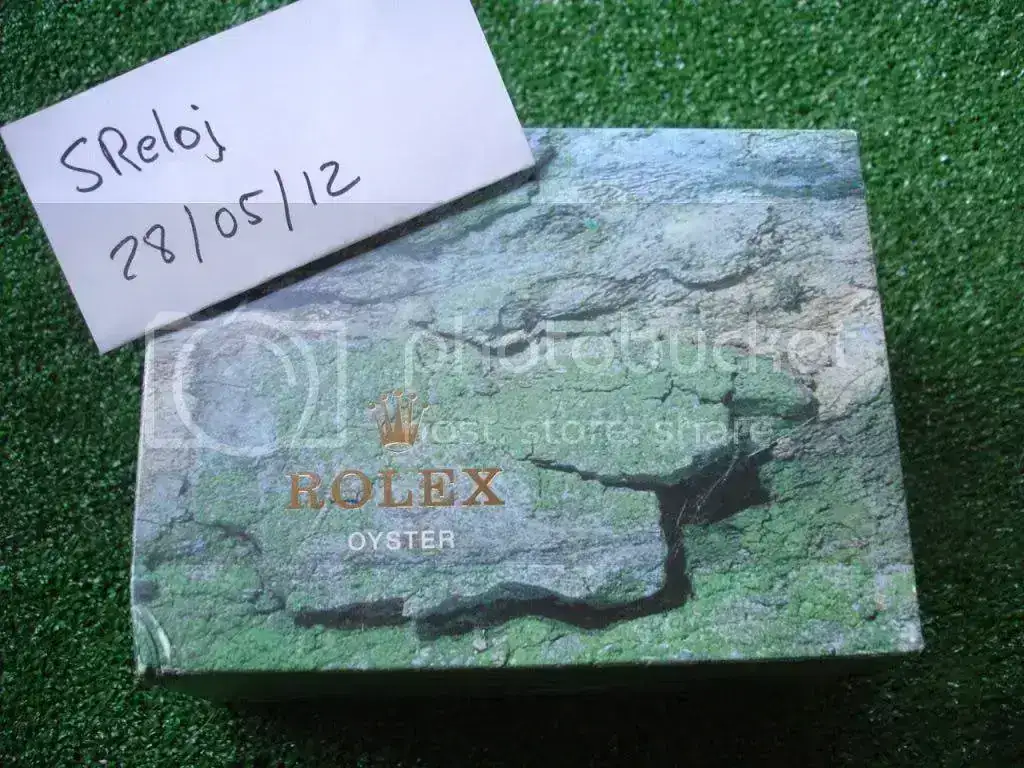 SReloj
28/05/12
photobucket
host. store. share.
ROLEX
OYSTER